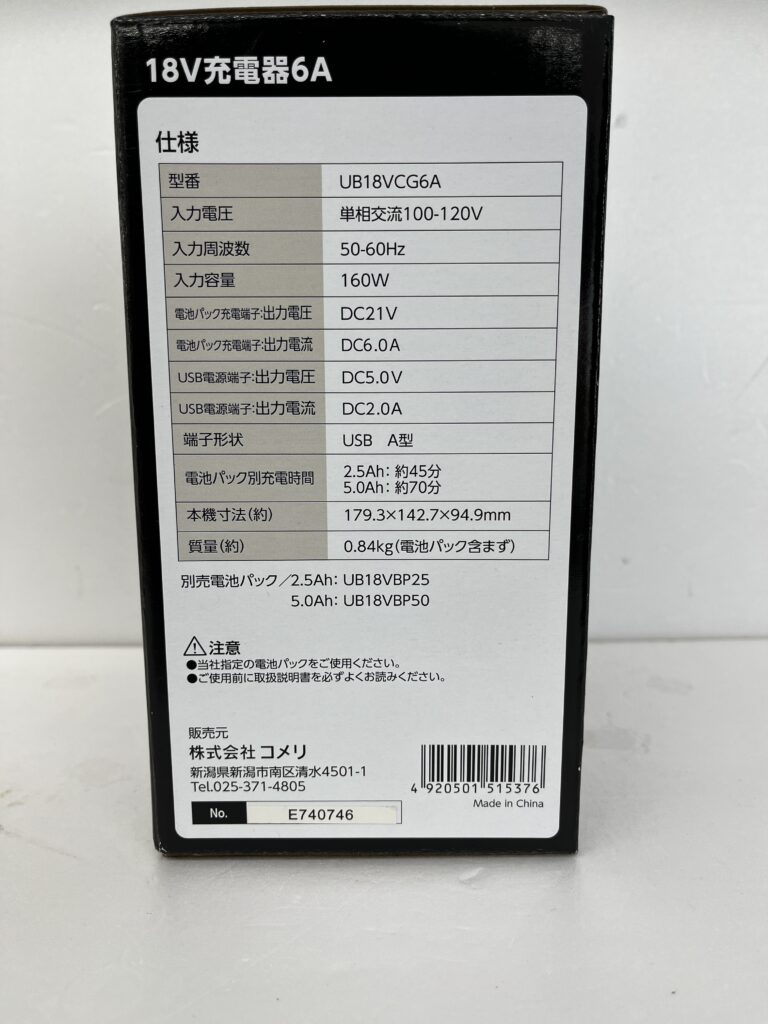 18V充電器6A
仕様
型番 UB18VCG6A
入力電圧 単相交流100-120V
入力周波数 50-60Hz
入力容量 160W
電池パック充電端子:出力電圧 DC21V
電池パック充電端子:出力電流 DC6.0A
USB電源端子:出力電圧 DC5.0V
USB電源端子:出力電流 DC2.0A
端子形状 USB A型
電池パック別充電時間 2.5Ah: 約45分
5.0Ah: 約70分
本機寸法(約) 179.3×142.7×94.9mm
質量(約) 0.84kg(電池パック含まず)
別売電池パック/2.5Ah: UB18VBP25
5.0Ah: UB18VBP50
注意
●当社指定の電池パックをご使用ください。
●ご使用前に取扱説明書を必ずよくお読みください。
販売元
株式会社 コメリ
新潟県新潟市南区清水4501-1
Tel.025-371-4805
4 920501 515376
Made in China
No. E740746